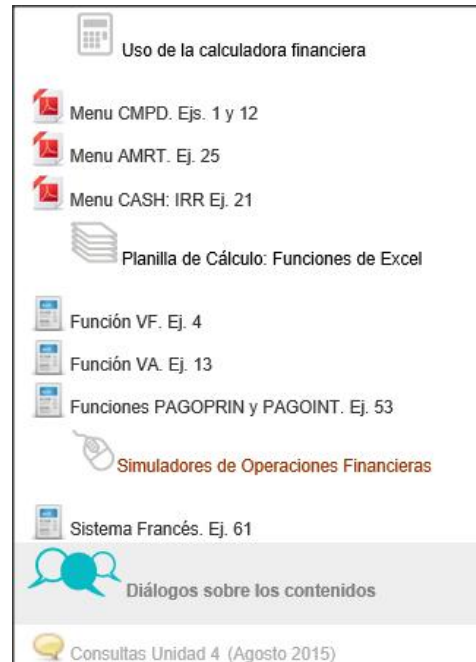 Uso de la calculadora financiera
Menu CMPD. Ejs. 1 y 12
Menu AMRT. Ej. 25
Menu CASH: IRR Ej. 21
Planilla de Cálculo: Funciones de Excel
Función VF. Ej. 4
Función VA. Ej. 13
Funciones PAGOPRIN y PAGOINT. Ej. 53
Simuladores de Operaciones Financieras
Sistema Francés. Ej. 61
Diálogos sobre los contenidos
Consultas Unidad 4 (Agosto 2015)